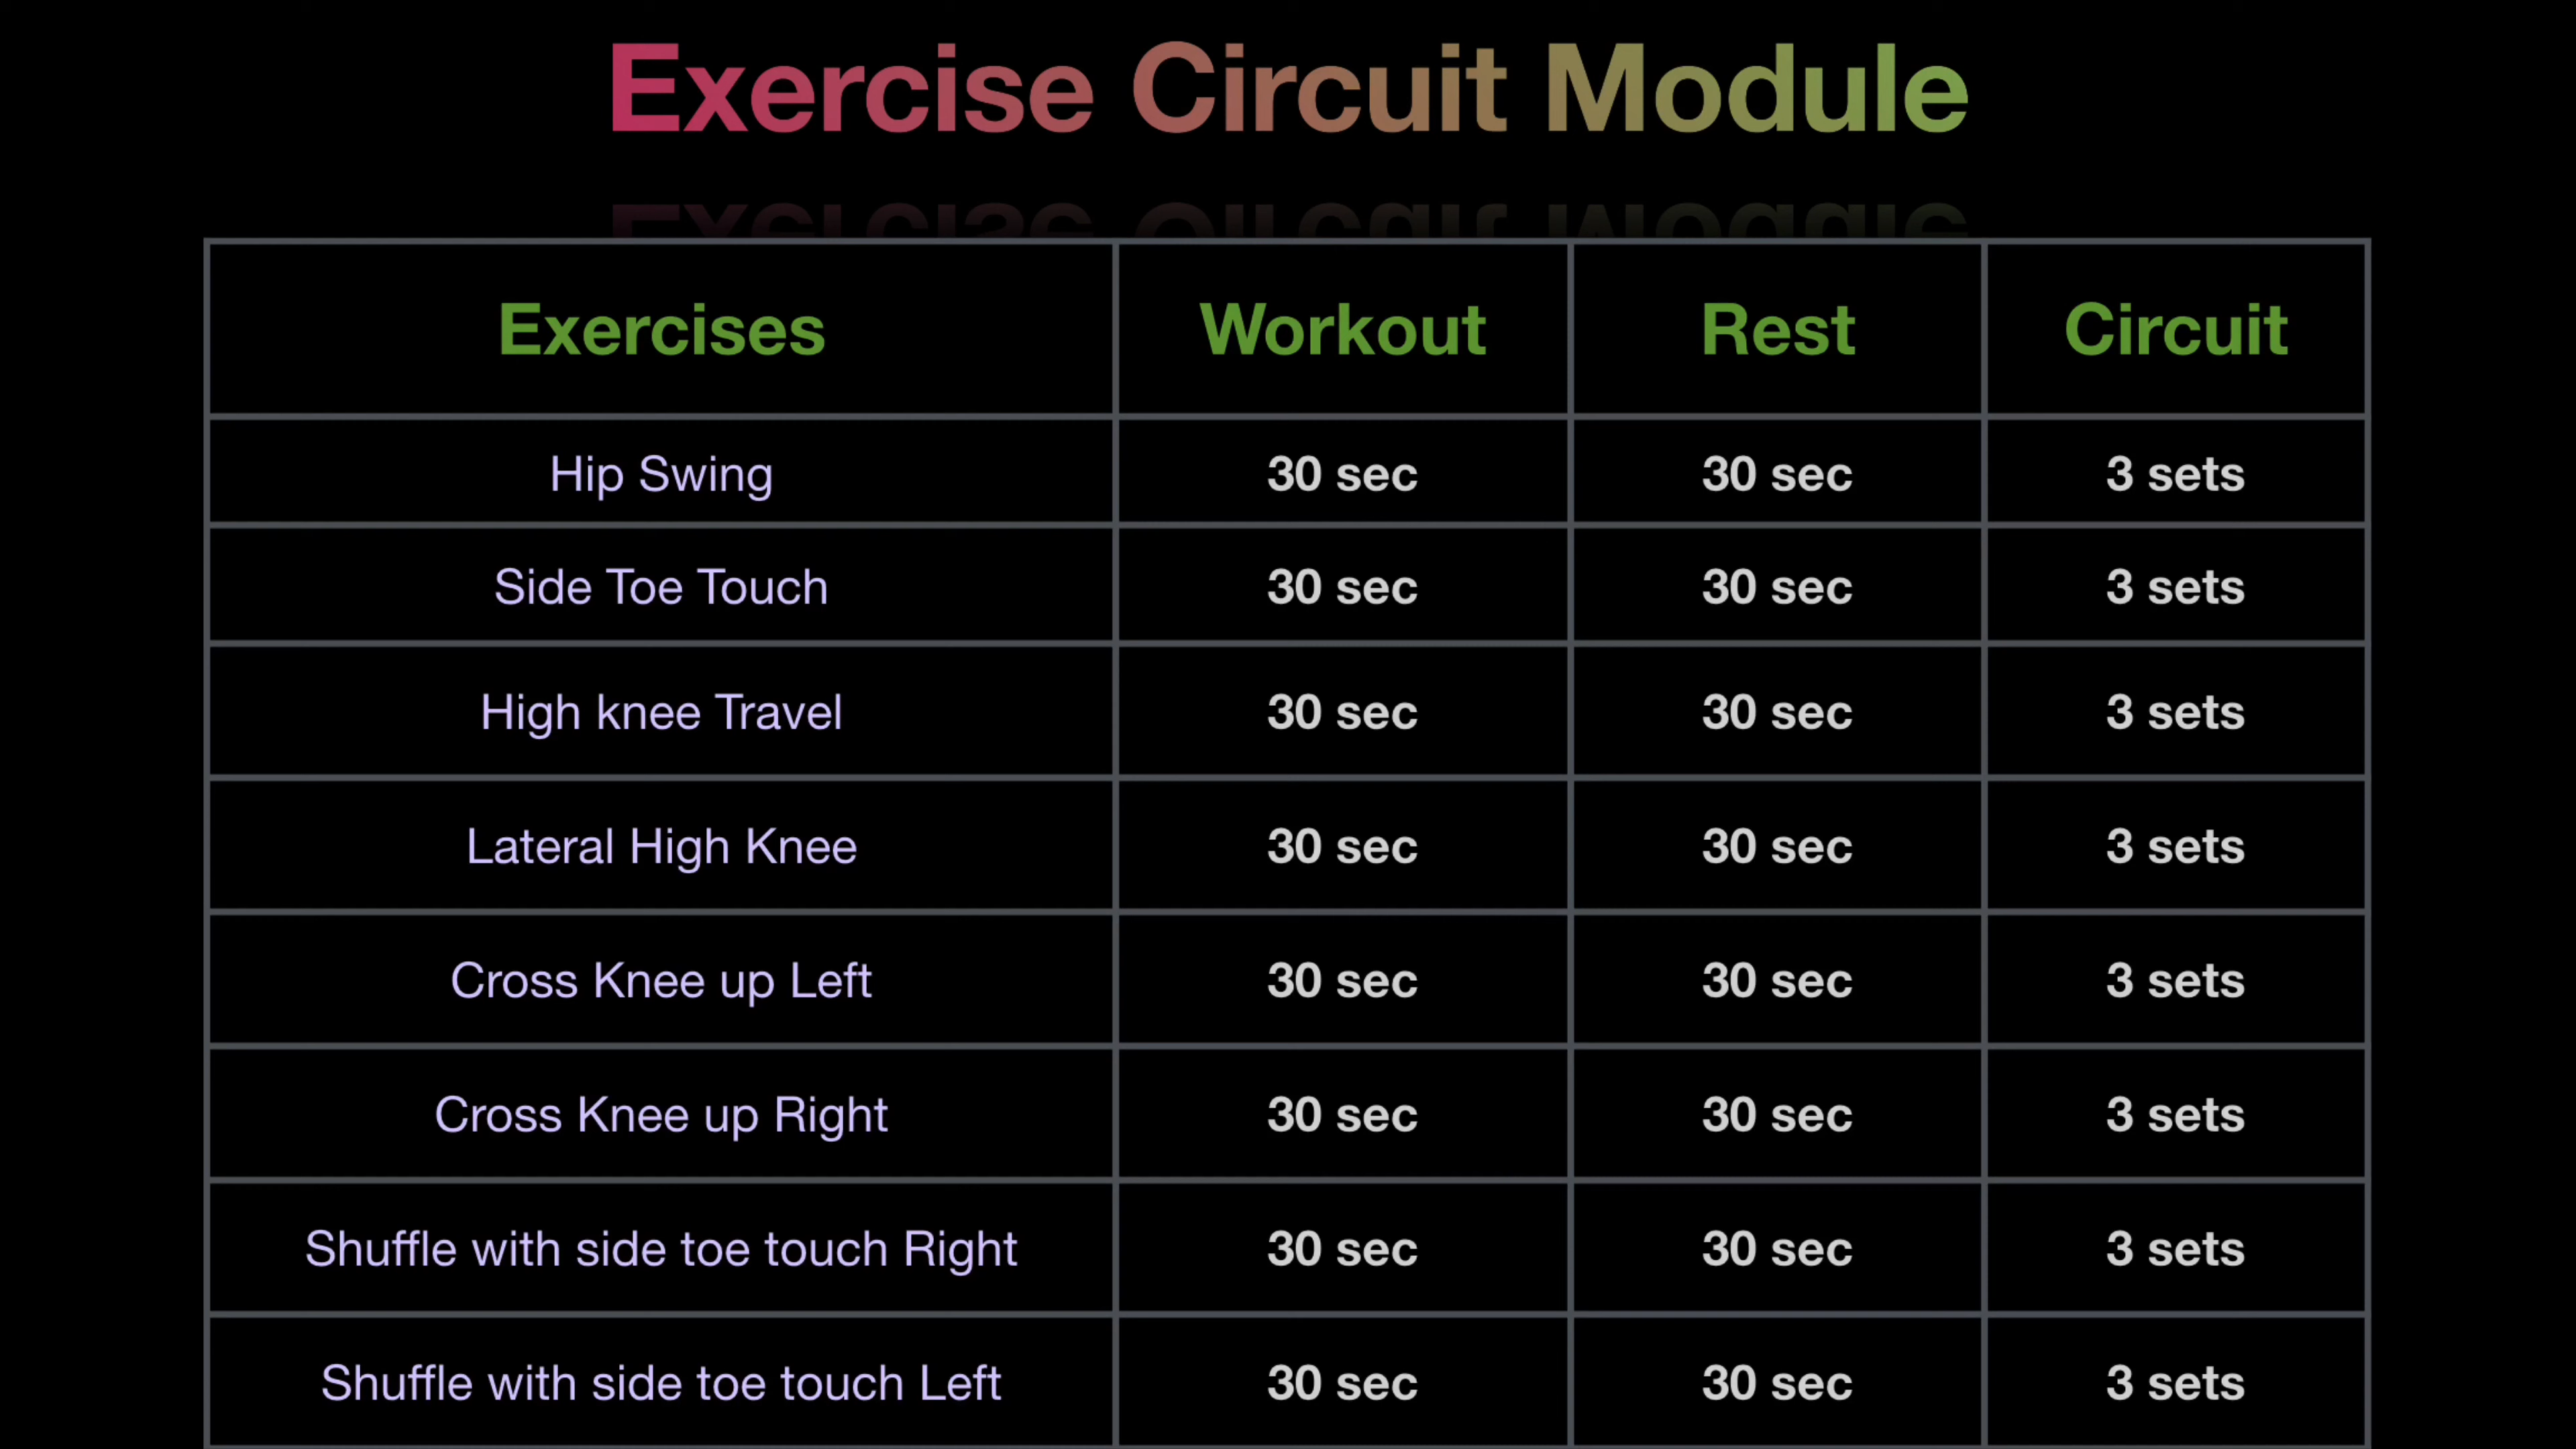 Exercise Circuit Module
Exercises Workout Rest Circuit
Hip Swing 30 sec 30 sec 3 sets
Side Toe Touch 30 sec 30 sec 3 sets
High knee Travel 30 sec 30 sec 3 sets
Lateral High Knee 30 sec 30 sec 3 sets
Cross Knee up Left 30 sec 30 sec 3 sets
Cross Knee up Right 30 sec 30 sec 3 sets
Shuffle with side toe touch Right 30 sec 30 sec 3 sets
Shuffle with side toe touch Left 30 sec 30 sec 3 sets